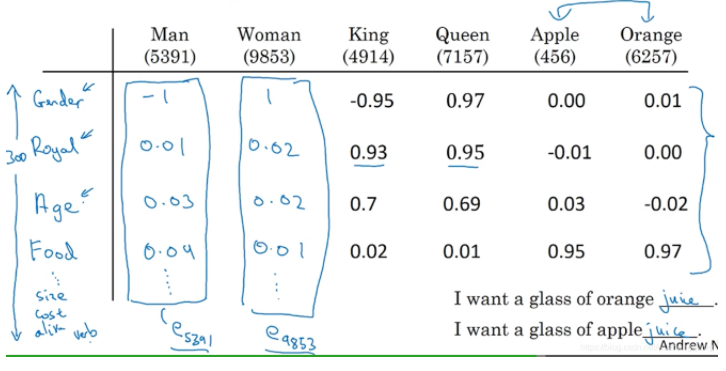 Man Woman King Queen Apple Orange
(5391) (9853) (4914) (7157) (456) (6257)
Gender -1 1 -0.95 0.97 0.00 0.01
300 Royal 0.01 0.02 0.93 0.95 -0.01 0.00
Age 0.03 0.02 0.7 0.69 0.03 -0.02
Food 0.09 0.01 0.02 0.01 0.95 0.97
size
cost
alive verb
e5391 e9853
I want a glass of orange juice.
I want a glass of apple juice.
Andrew N